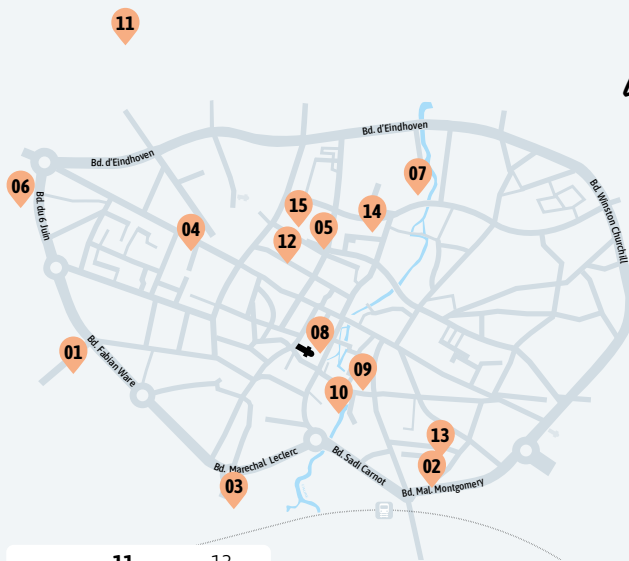 11
Bd. d'Eindhoven
Bd. d'Eindhoven
07
06
Bd. du 6 Juin
Bd. Winston Churchill
15
14
04
05
12
08
01
Bd. Fabian Ware
09
10
13
02
Bd. Marechal Leclerc
Bd. Sadi Carnot
03
Bd. Mal. Montgomery
11 13